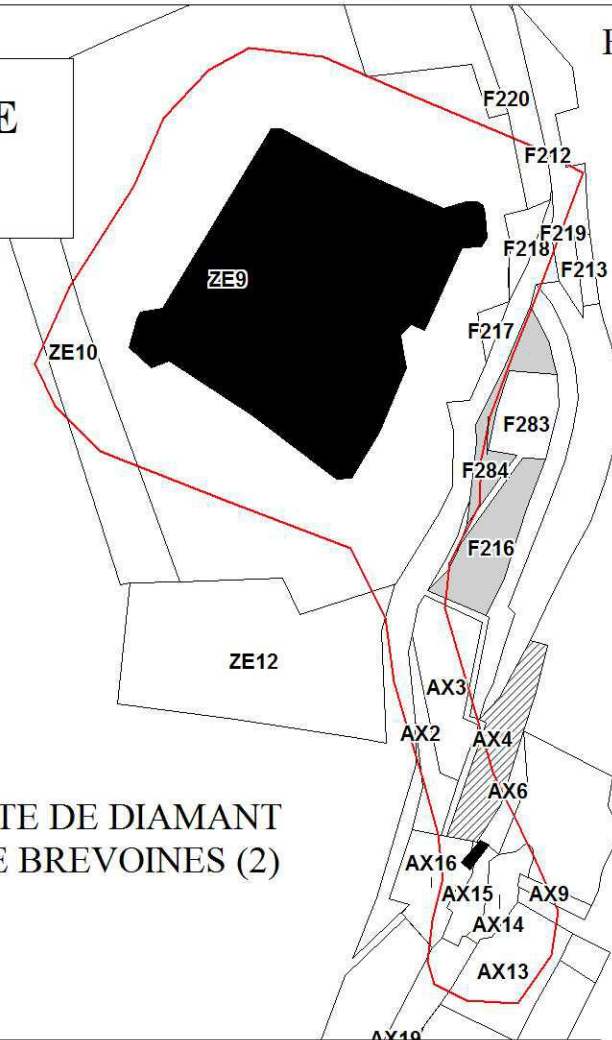 E
E
F220
F212
F219
F218
F213
ZE9
F217
ZE10
F283
F284
F216
ZE12
AX3
AX2
AX4
AX6
TE DE DIAMANT
E BREVOINES (2)
AX16
AX15
AX9
AX14
AX13
AX19